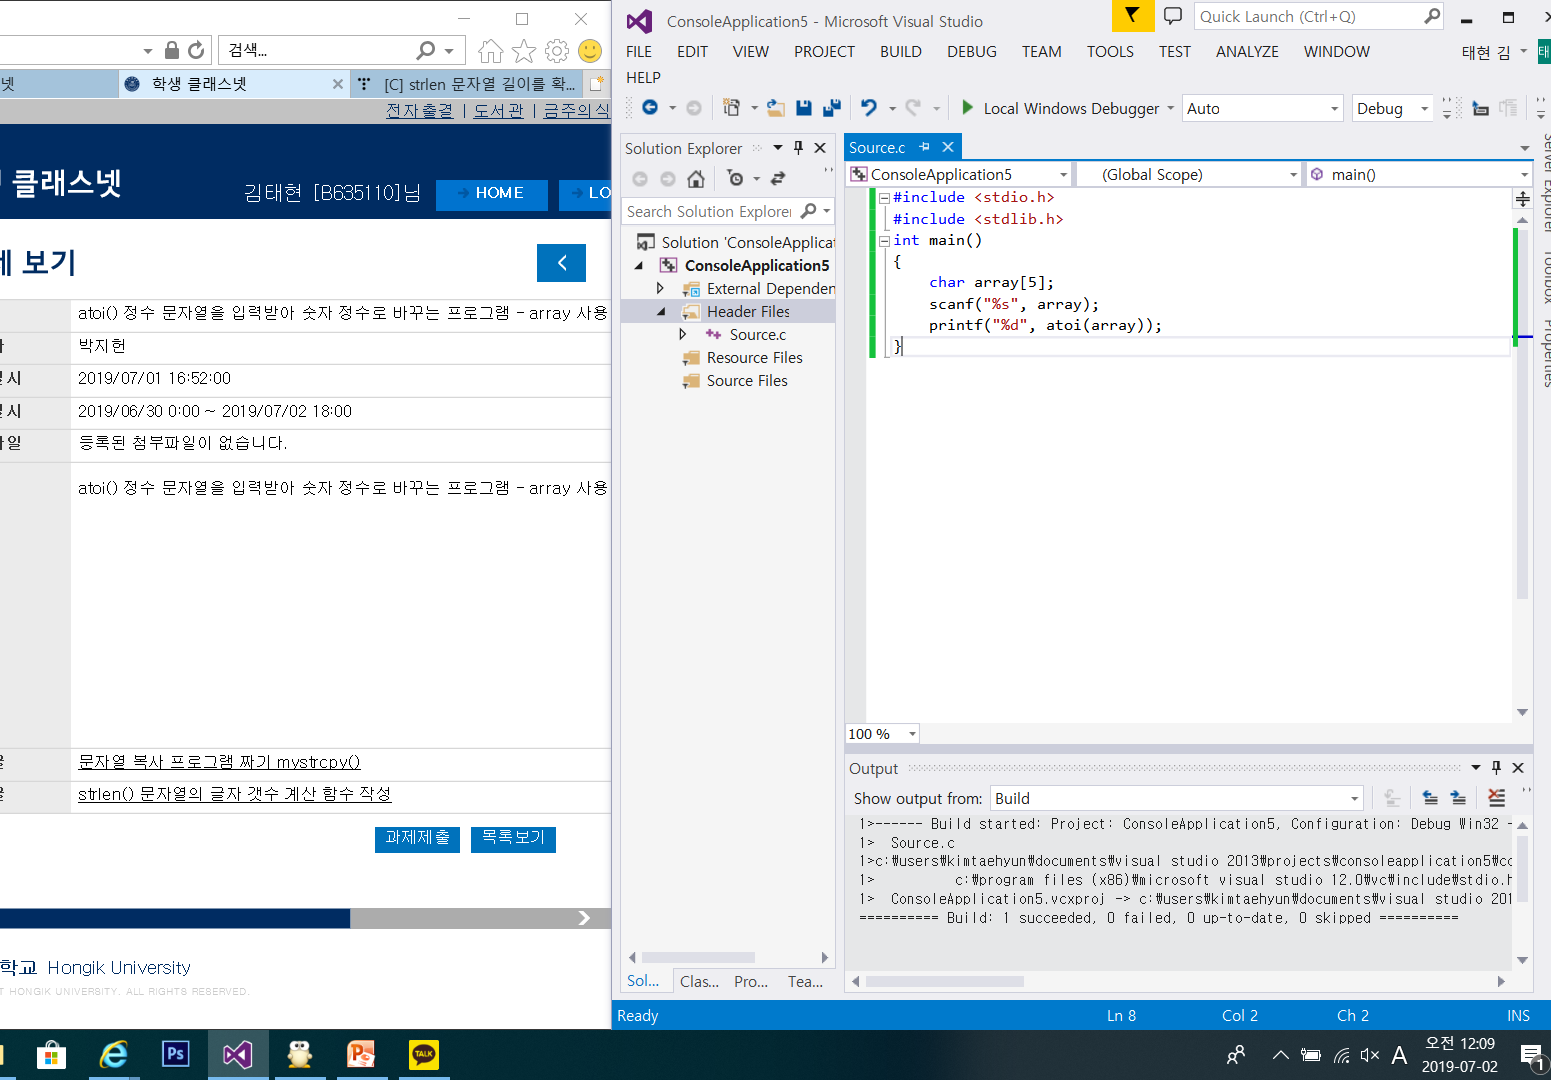 검색...
넷
학생 클래스넷
[C] strlen 문자열 길이를 확...
전자출결 | 도서관 | 금주의식
클래스넷
김태현 [B635110]님
HOME
LO
보기
atoi() 정수 문자열을 입력받아 숫자 정수로 바꾸는 프로그램 - array 사용
박지헌
시
2019/07/01 16:52:00
시
2019/06/30 0:00 ~ 2019/07/02 18:00
일
등록된 첨부파일이 없습니다.
atoi() 정수 문자열을 입력받아 숫자 정수로 바꾸는 프로그램 - array 사용
문자열 복사 프로그램 짜기 mystrcpy()
strlen() 문자열의 글자 갯수 계산 함수 작성
과제제출
목록보기
학교 Hongik University
T HONGIK UNIVERSITY. ALL RIGHTS RESERVED.
ConsoleApplication5 - Microsoft Visual Studio
Quick Launch (Ctrl+Q)
FILE EDIT VIEW PROJECT BUILD DEBUG TEAM TOOLS TEST ANALYZE WINDOW
태현 김
태
HELP
Local Windows Debugger
Auto
Debug
Solution Explorer
Search Solution Explorer
Solution 'ConsoleApplicat
ConsoleApplication5
External Dependen
Header Files
Source.c
Resource Files
Source Files
Sol... Clas... Pro... Tea...
Source.c
ConsoleApplication5
(Global Scope)
main()
#include <stdio.h>
#include <stdlib.h>
int main()
{
char array[5];
scanf("%s", array);
printf("%d", atoi(array));
}
100 %
Server Explorer
Toolbox
Properties
Output
Show output from: Build
1>------ Build started: Project: ConsoleApplication5, Configuration: Debug Win32 -
1> Source.c
1>c:₩users₩kimtaehyun₩documents₩visual studio 2013₩projects₩consoleapplication5₩cc
1> c:₩program files (x86)₩microsoft visual studio 12.0₩vc₩include₩stdio.h
1> ConsoleApplication5.vcxproj -> c:₩users₩kimtaehyun₩documents₩visual studio 201
========== Build: 1 succeeded, 0 failed, 0 up-to-date, 0 skipped ==========
Ready
Ln 8
Col 2
Ch 2
INS
Ps
TALK
A
오전 12:09
2019-07-02
1